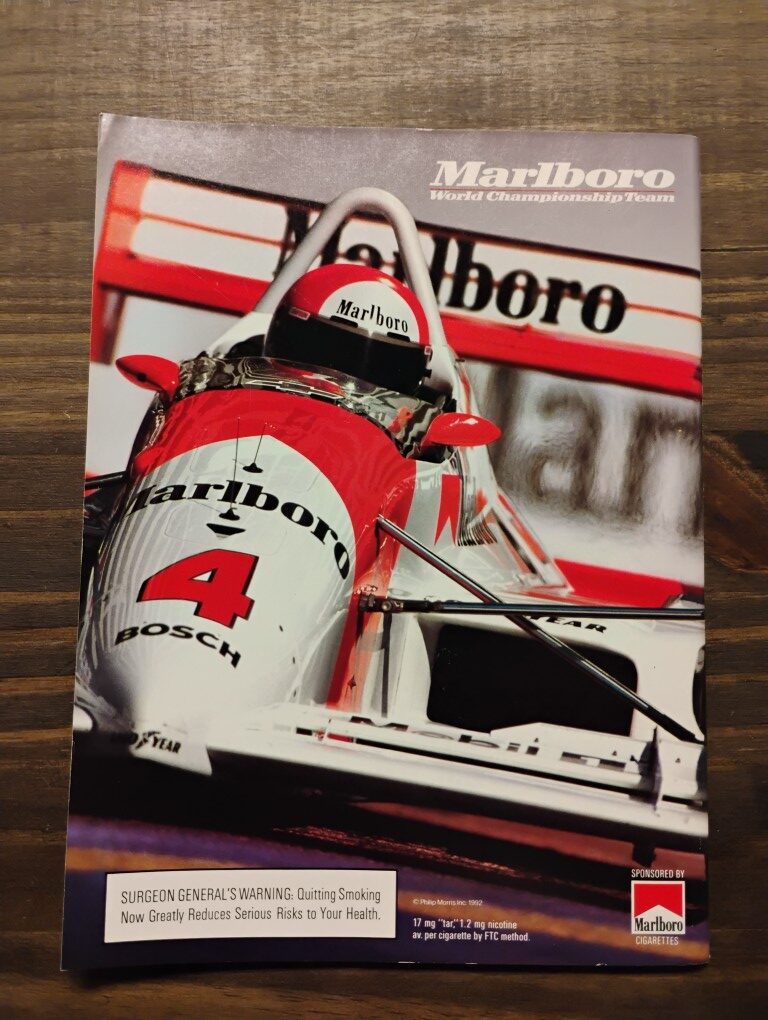 Marlboro
World Championship Team
Marlboro
Marlboro
Marlboro
4
BOSCH
SURGEON GENERAL'S WARNING: Quitting Smoking
Now Greatly Reduces Serious Risks to Your Health.
© Philip Morris Inc. 1992
17 mg "tar," 1.2 mg nicotine
av. per cigarette by FTC method.
SPONSORED BY
Marlboro
CIGARETTES